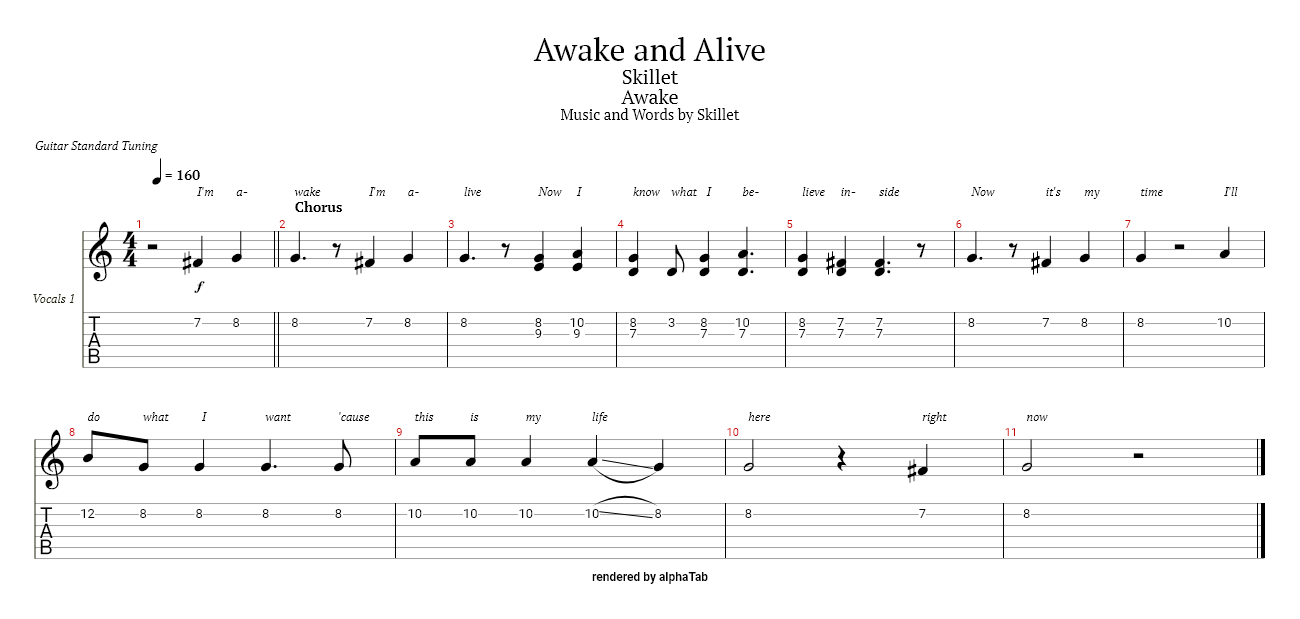 Awake and Alive
Skillet
Awake
Music and Words by Skillet
Guitar Standard Tuning
= 160
I'm a- wake I'm a- live Now I know what I be- lieve in- side Now it's my time I'll
Chorus
1 2 3 4 5 6 7
4
4
f
Vocals 1
7 8 8 7 8 8 8 10 8 3 8 10 8 7 7 8 7 8 8 10
9 9 7 7 7 7 7 7
T
A
B
do what I want 'cause this is my life here right now
8 9 10 11
12 8 8 8 8 10 10 10 10 8 8 7 8
T
A
B
rendered by alphaTab